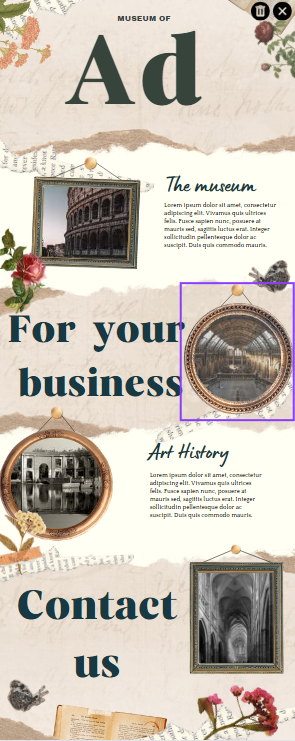 MUSEUM OF
Ad
The museum
Lorem ipsum dolor sit amet, consectetur
adipiscing elit. Vivamus quis ultrices
felis. Fusce sapien nunc, posuere at
mauris sed, sagittis luctus erat. Integer
sollicitudin pellentesque dolor ac
suscipit. Duis quis commodo mauris.
For your
business
Art History
Lorem ipsum dolor sit amet, consectetur
adipiscing elit. Vivamus quis ultrices
felis. Fusce sapien nunc, posuere at
mauris sed, sagittis luctus erat. Integer
sollicitudin pellentesque dolor ac
suscipit. Duis quis commodo mauris.
Contact
us